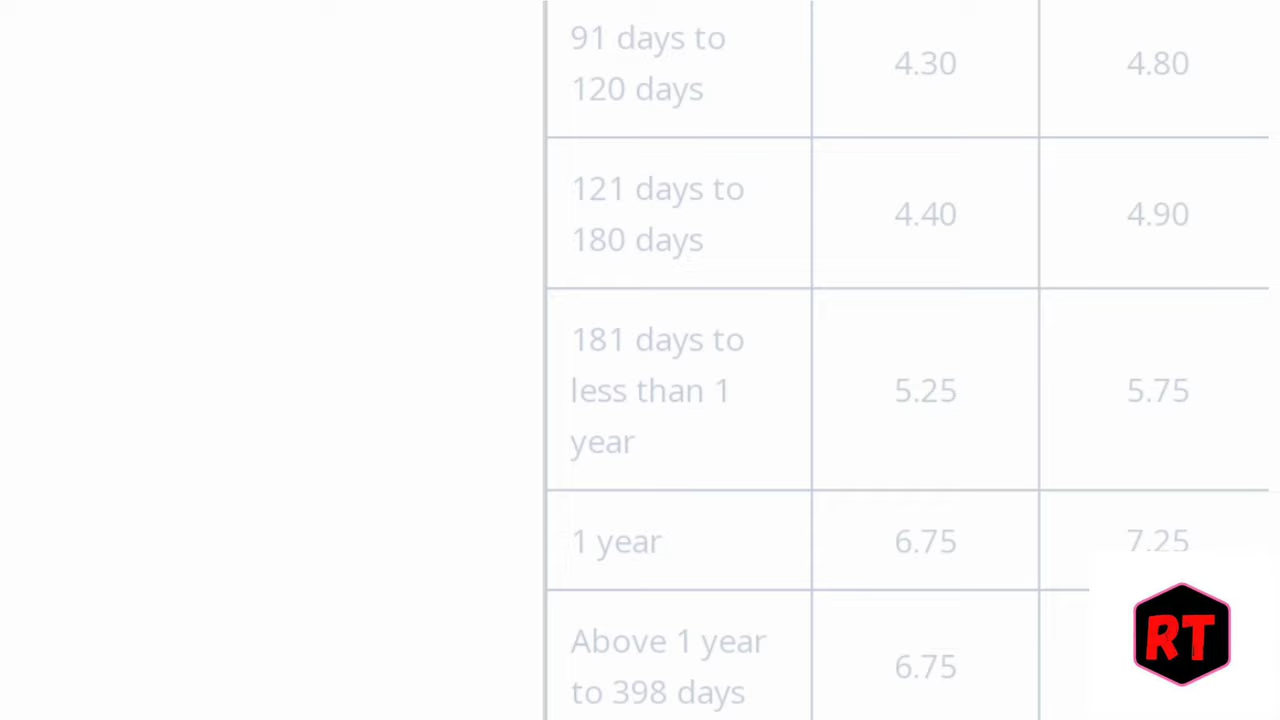 91 days to
120 days
4.30
4.80
121 days to
180 days
4.40
4.90
181 days to
less than 1
year
5.25
5.75
1 year
6.75
7.25
Above 1 year
to 398 days
6.75
RT